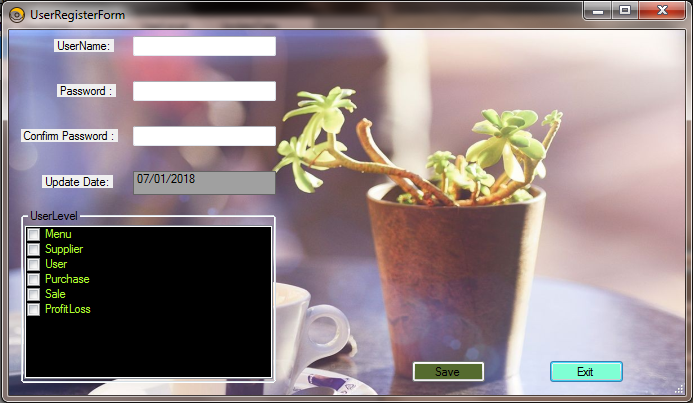 UserRegisterForm
UserName:
Password :
Confirm Password :
Update Date: 07/01/2018
UserLevel
Menu
Supplier
User
Purchase
Sale
ProfitLoss
Save Exit